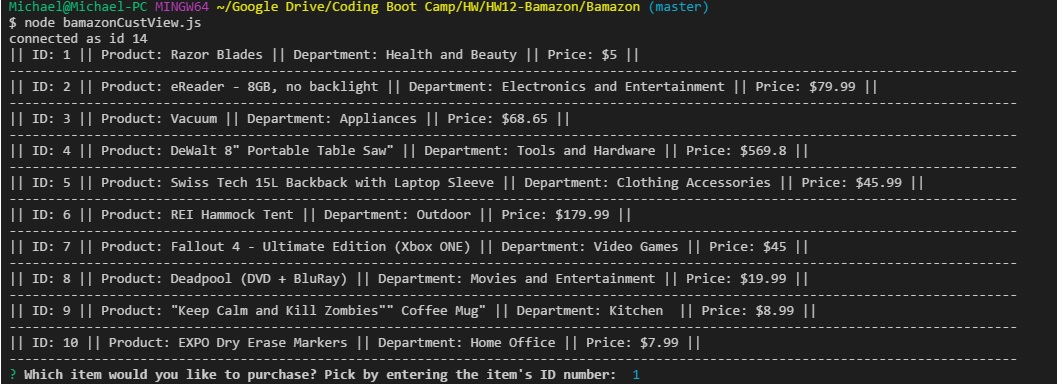 Michael@Michael-PC MINGW64 ~/Google Drive/Coding Boot Camp/HW/HW12-Bamazon/Bamazon (master)
$ node bamazonCustView.js
connected as id 14
|| ID: 1 || Product: Razor Blades || Department: Health and Beauty || Price: $5 ||
-----------------------------------------------------------------------------------------------------------------------------------
|| ID: 2 || Product: eReader - 8GB, no backlight || Department: Electronics and Entertainment || Price: $79.99 ||
-----------------------------------------------------------------------------------------------------------------------------------
|| ID: 3 || Product: Vacuum || Department: Appliances || Price: $68.65 ||
-----------------------------------------------------------------------------------------------------------------------------------
|| ID: 4 || Product: DeWalt 8" Portable Table Saw" || Department: Tools and Hardware || Price: $569.8 ||
-----------------------------------------------------------------------------------------------------------------------------------
|| ID: 5 || Product: Swiss Tech 15L Backback with Laptop Sleeve || Department: Clothing Accessories || Price: $45.99 ||
-----------------------------------------------------------------------------------------------------------------------------------
|| ID: 6 || Product: REI Hammock Tent || Department: Outdoor || Price: $179.99 ||
-----------------------------------------------------------------------------------------------------------------------------------
|| ID: 7 || Product: Fallout 4 - Ultimate Edition (Xbox ONE) || Department: Video Games || Price: $45 ||
-----------------------------------------------------------------------------------------------------------------------------------
|| ID: 8 || Product: Deadpool (DVD + BluRay) || Department: Movies and Entertainment || Price: $19.99 ||
-----------------------------------------------------------------------------------------------------------------------------------
|| ID: 9 || Product: "Keep Calm and Kill Zombies"" Coffee Mug" || Department: Kitchen  || Price: $8.99 ||
-----------------------------------------------------------------------------------------------------------------------------------
|| ID: 10 || Product: EXPO Dry Erase Markers || Department: Home Office || Price: $7.99 ||
-----------------------------------------------------------------------------------------------------------------------------------
? Which item would you like to purchase? Pick by entering the item's ID number:  1